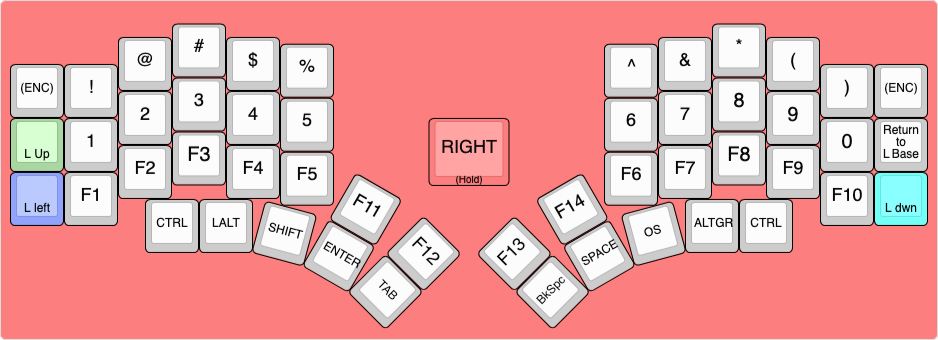 (ENC) ! @ # $ % ^ & * ( ) (ENC)
L Up 1 2 3 4 5 6 7 8 9 0 Return
to
L Base
RIGHT
(Hold)
L left F1 F2 F3 F4 F5 F6 F7 F8 F9 F10 L dwn
CTRL LALT SHIFT F11 F14 OS ALTGR CTRL
ENTER F12 F13 SPACE
TAB BkSpc